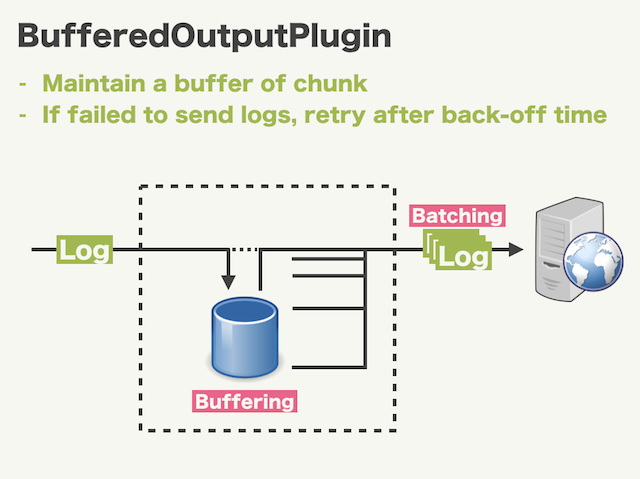 BufferedOutputPlugin
- Maintain a buffer of chunk
- If failed to send logs, retry after back-off time
Batching
Log
Log
Buffering